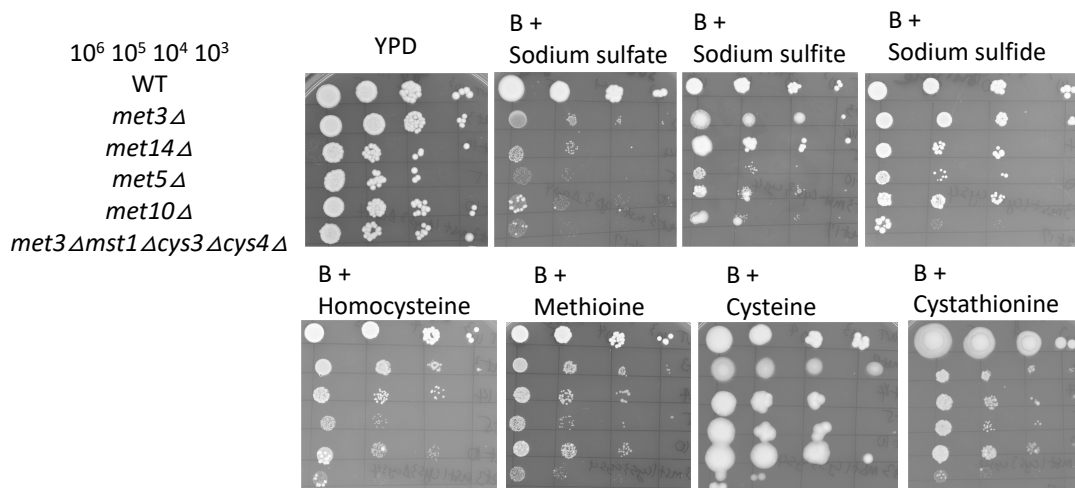 10⁶ 10⁵ 10⁴ 10³
WT
met3Δ
met14Δ
met5Δ
met10Δ
met3Δmst1Δcys3Δcys4Δ
YPD
B +
Sodium sulfate
B +
Sodium sulfite
B +
Sodium sulfide
B +
Homocysteine
B +
Methioine
B +
Cysteine
B +
Cystathionine